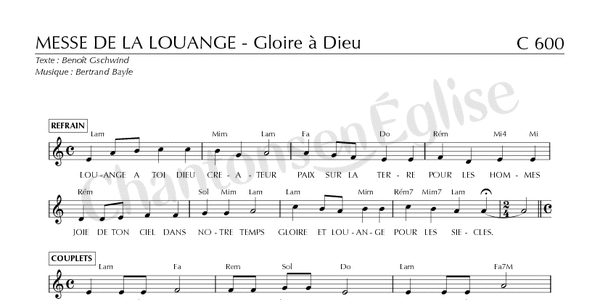 MESSE DE LA LOUANGE - Gloire à Dieu C 600
Texte : Benoît Gschwind
Musique : Bertrand Bayle
ChantonsenÉglise
REFRAIN
Lam Mim Lam Fa Do Rém Mi4 Mi
LOU-ANGE A TOI DIEU CRE-A-TEUR PAIX SUR LA TER-RE POUR LES HOM-MES
Rém Sol Mim Lam Mim Rém7 Mim7 Lam
JOIE DE TON CIEL DANS NO-TRE TEMPS GLOIRE ET LOU-AN-GE POUR LES SIE-CLES.
2 4
COUPLETS
Lam Fa Rem Sol Do Lam Fa7M